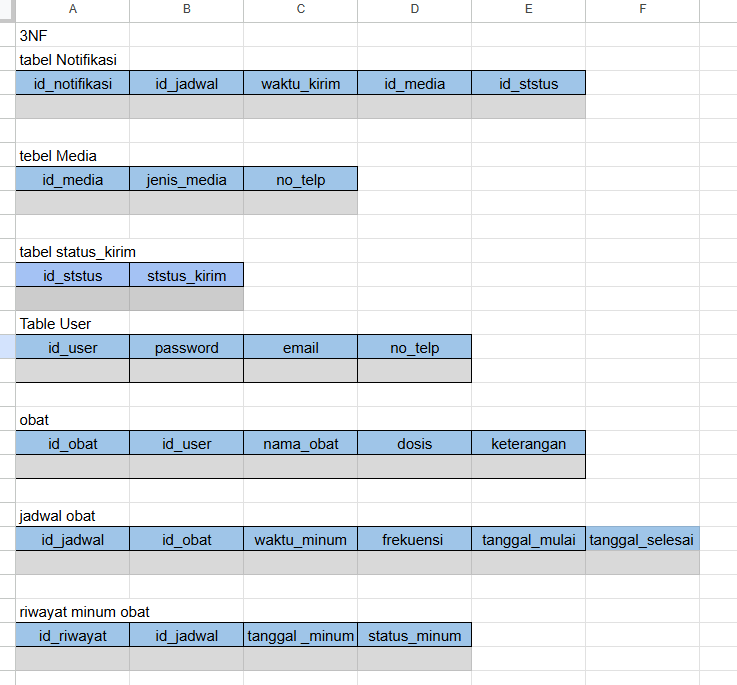 A B C D E F
3NF
tabel Notifikasi
id_notifikasi id_jadwal waktu_kirim id_media id_ststus
tebel Media
id_media jenis_media no_telp
tabel status_kirim
id_ststus ststus_kirim
Table User
id_user password email no_telp
obat
id_obat id_user nama_obat dosis keterangan
jadwal obat
id_jadwal id_obat waktu_minum frekuensi tanggal_mulai tanggal_selesai
riwayat minum obat
id_riwayat id_jadwal tanggal _minum status_minum